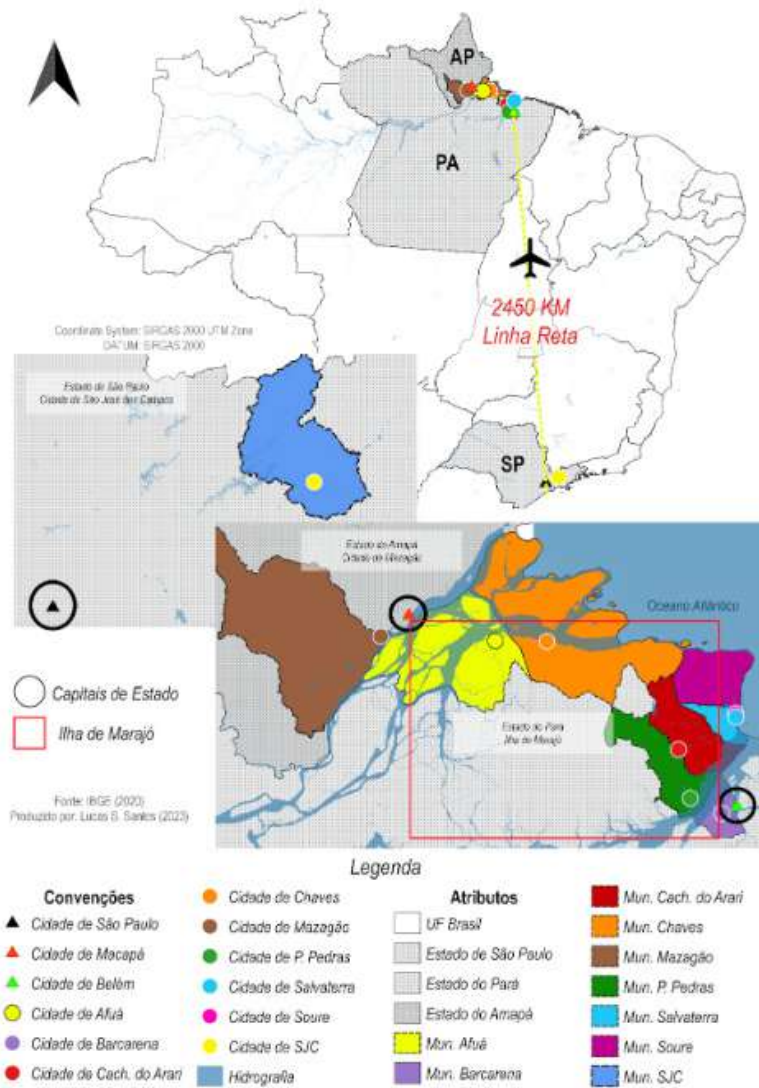 AP
PA
2450 KM
Linha Reta
Coordinate System: SIRGAS 2000 UTM Zone
DATUM: SIRGAS 2000
Estado de São Paulo
Cidade de São José dos Campos
SP
Estado do Amapá
Cidade de Mazagão
Oceano Atlântico
Capitais de Estado
Ilha de Marajó
Estado do Pará
Ilha de Marajó
Fonte: IBGE (2020)
Produzido por: Lucas S. Santos (2023)
Legenda
Convenções
Cidade de São Paulo
Cidade de Macapá
Cidade de Belém
Cidade de Afuá
Cidade de Barcarena
Cidade de Cach. do Arari
Cidade de Chaves
Cidade de Mazagão
Cidade de P. Pedras
Cidade de Salvaterra
Cidade de Soure
Cidade de SJC
Hidrografia
Atributos
UF Brasil
Estado de São Paulo
Estado do Pará
Estado do Amapá
Mun. Afuá
Mun. Barcarena
Mun. Cach. do Arari
Mun. Chaves
Mun. Mazagão
Mun. P. Pedras
Mun. Salvaterra
Mun. Soure
Mun. SJC